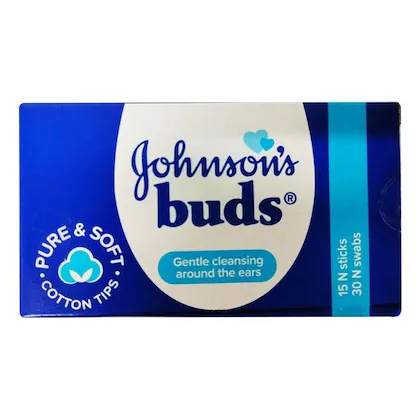 Johnson's
buds®
Gentle cleansing
around the ears
• PURE & SOFT •
COTTON TIPS
15 N sticks
30 N swabs